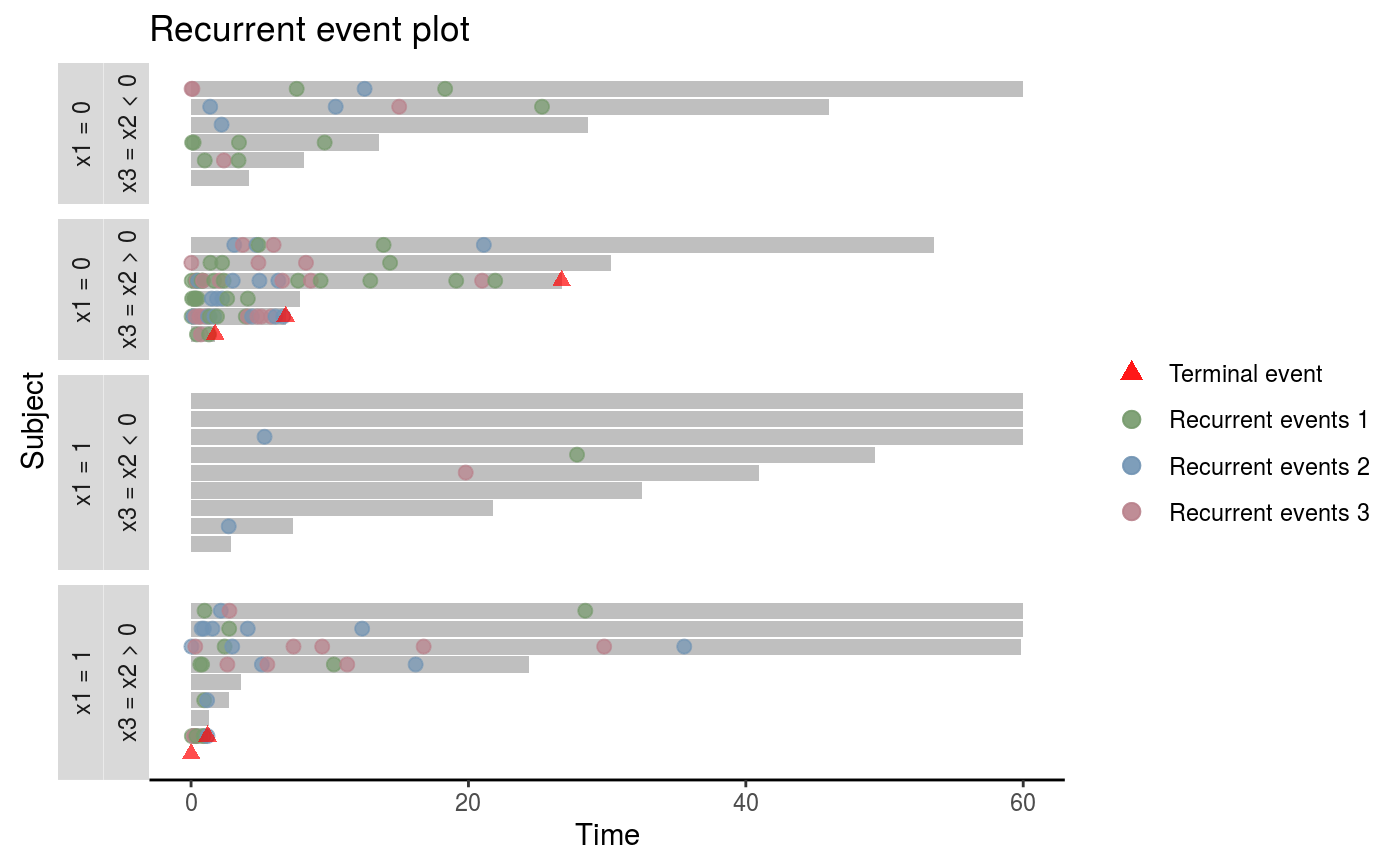 Recurrent event plot
Subject
x1 = 0
x3 = x2 < 0
x1 = 0
x3 = x2 > 0
x1 = 1
x3 = x2 < 0
x1 = 1
x3 = x2 > 0
Terminal event
Recurrent events 1
Recurrent events 2
Recurrent events 3
0 20 40 60
Time